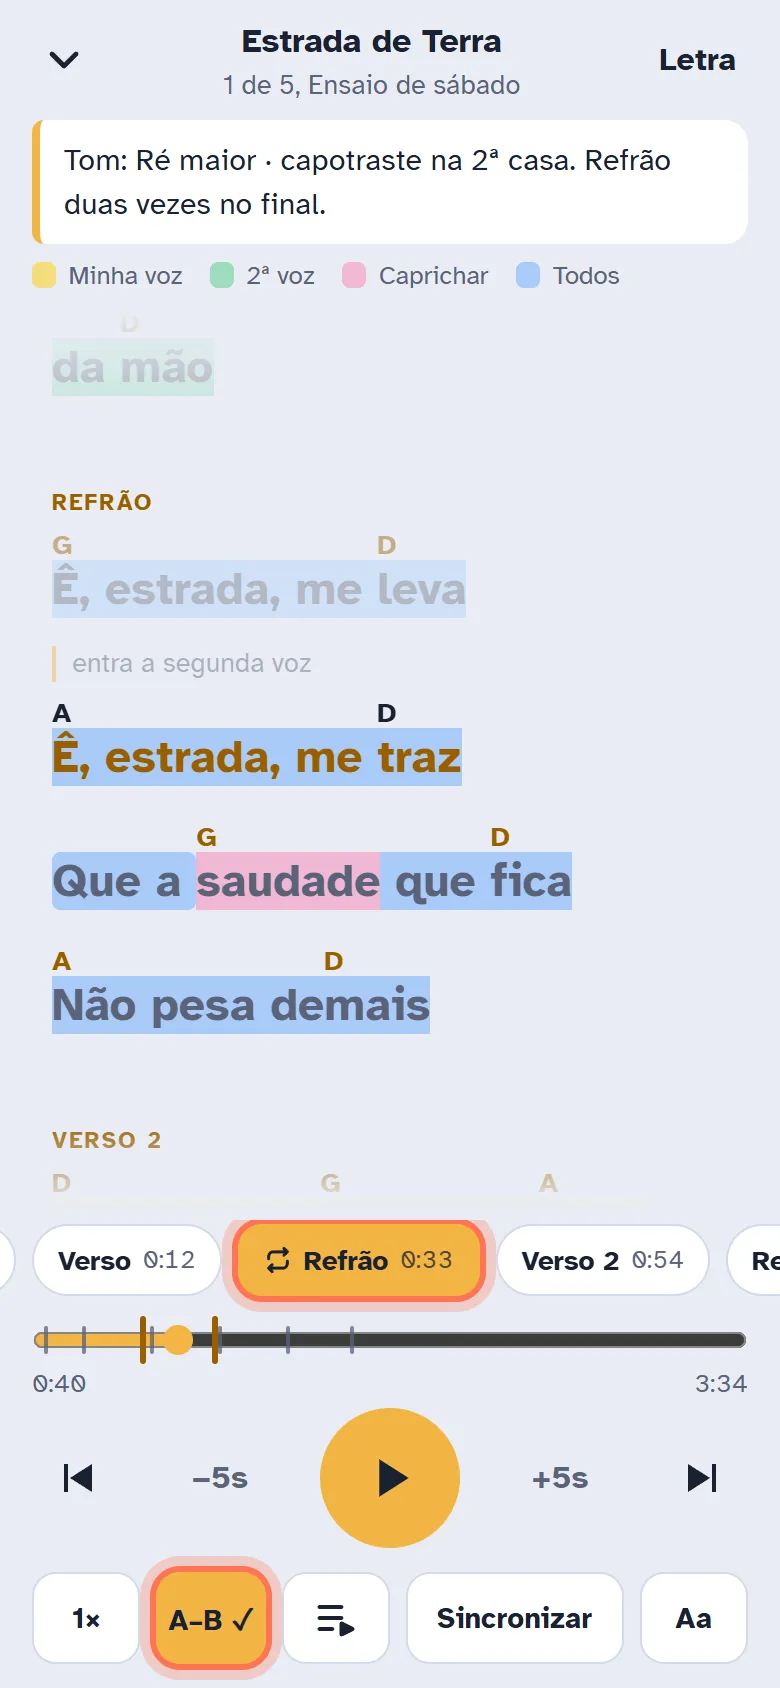 Estrada de Terra
1 de 5, Ensaio de sábado
Letra
Tom: Ré maior · capotraste na 2ª casa. Refrão
duas vezes no final.
Minha voz 2ª voz Caprichar Todos
D
da mão
REFRÃO
G D
Ê, estrada, me leva
entra a segunda voz
A D
Ê, estrada, me traz
G D
Que a saudade que fica
A D
Não pesa demais
VERSO 2
D G A
Verso 0:12 Refrão 0:33 Verso 2 0:54 Re
0:40 3:34
–5s +5s
1× A–B ✓ Sincronizar Aa